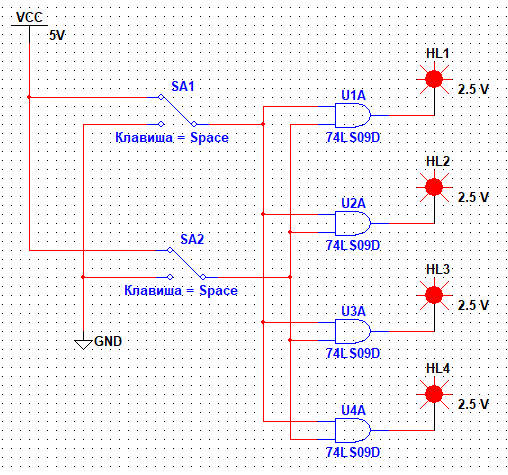 VCC
5V
HL1
2.5 V
SA1
U1A
Клавиша = Space
74LS09D
HL2
2.5 V
U2A
74LS09D
SA2
HL3
Клавиша = Space
2.5 V
U3A
74LS09D
GND
HL4
2.5 V
U4A
74LS09D